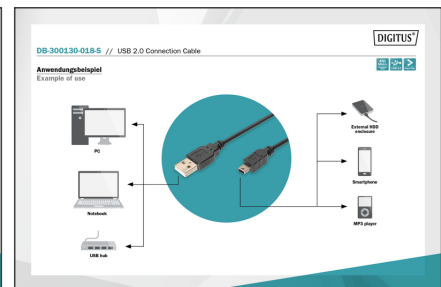 DIGITUS®
DB-300130-018-S // USB 2.0 Connection Cable
Anwendungsbeispiel
Example of use
PC
Notebook
USB hub
External HDD
enclosure
Smartphone
MP3 player